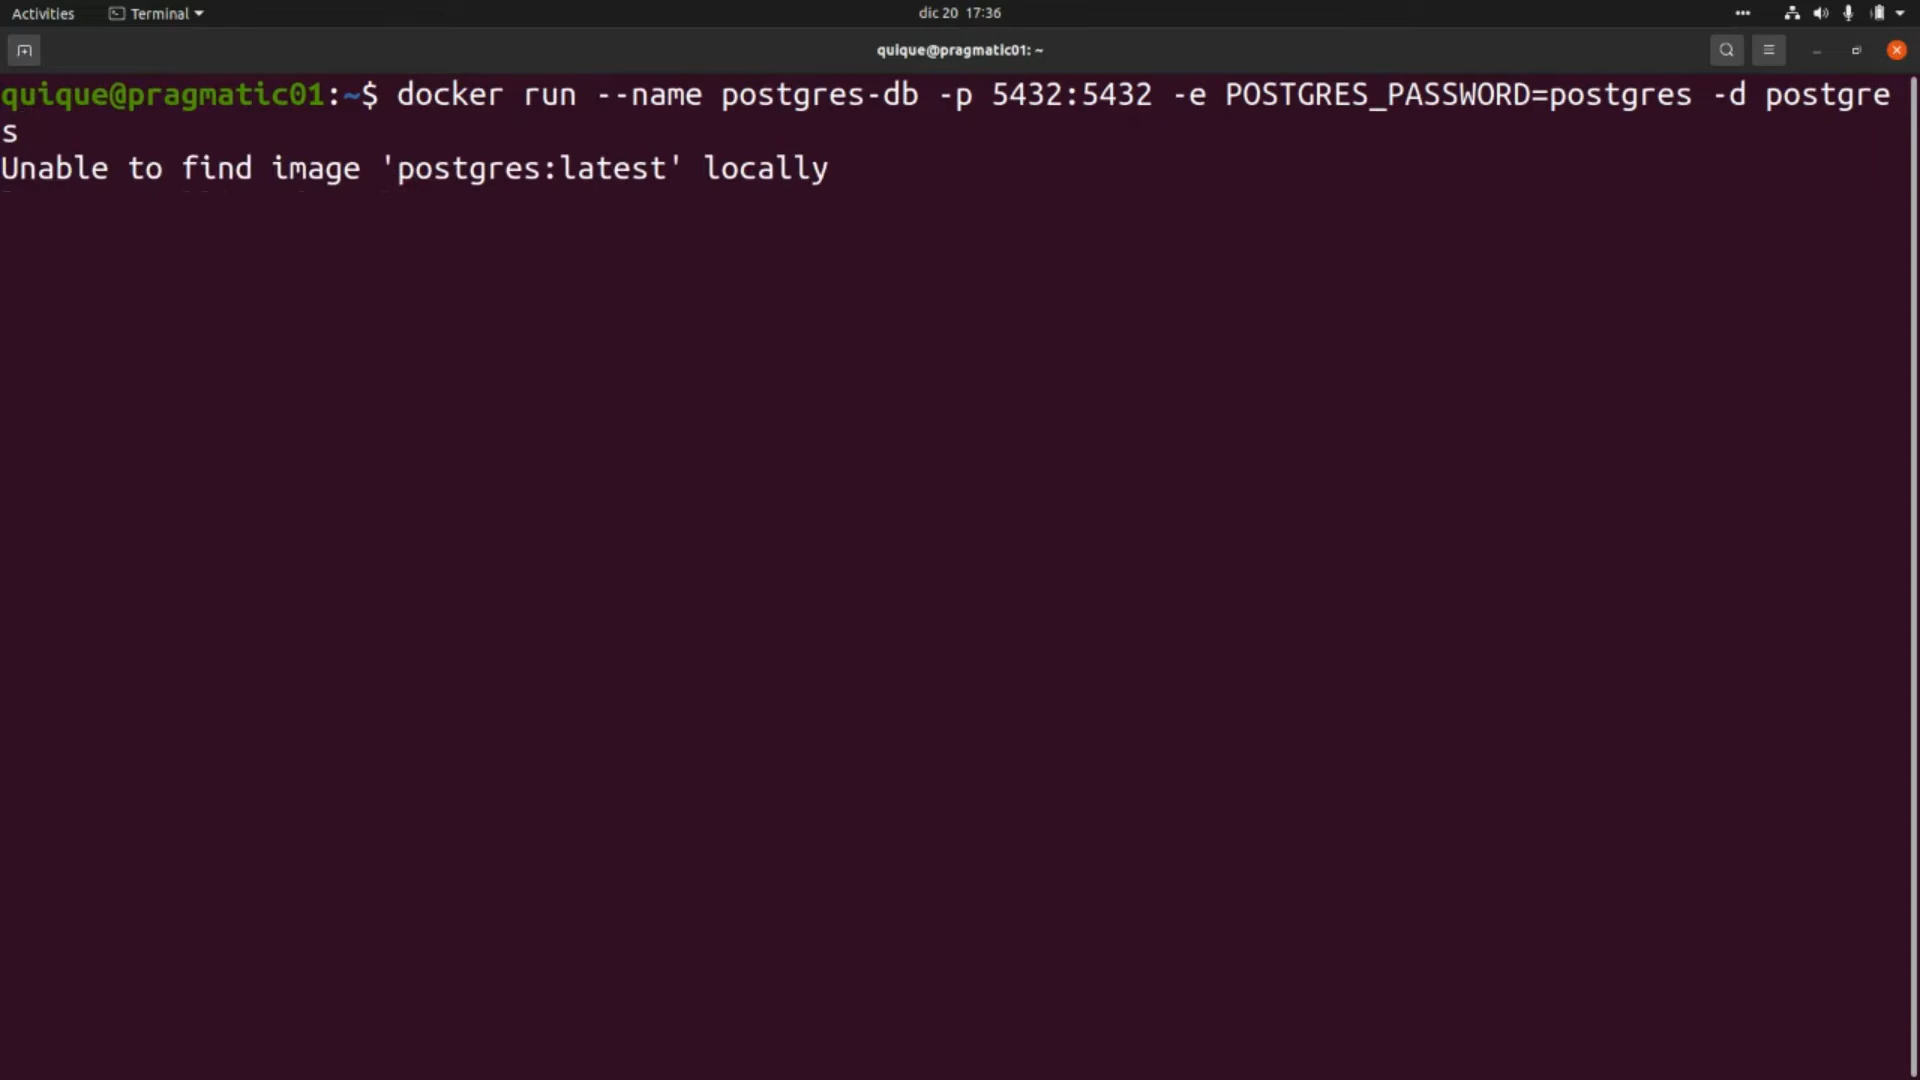 Activities Terminal dic 20 17:36
quique@pragmatic01: ~
quique@pragmatic01:~$ docker run --name postgres-db -p 5432:5432 -e POSTGRES_PASSWORD=postgres -d postgre
s
Unable to find image 'postgres:latest' locally